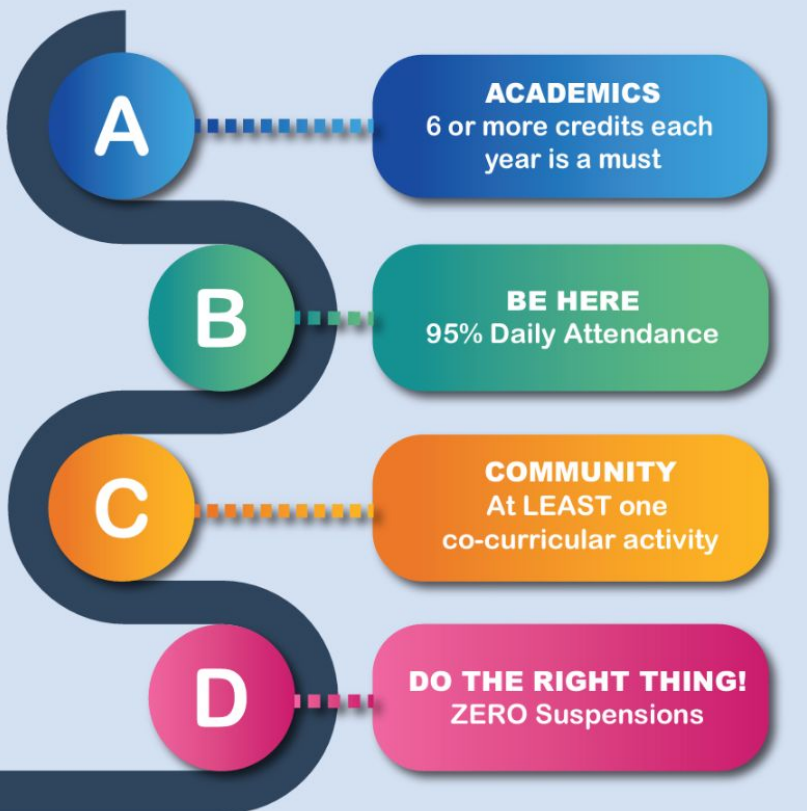 A
ACADEMICS
6 or more credits each
year is a must
B
BE HERE
95% Daily Attendance
C
COMMUNITY
At LEAST one
co-curricular activity
D
DO THE RIGHT THING!
ZERO Suspensions